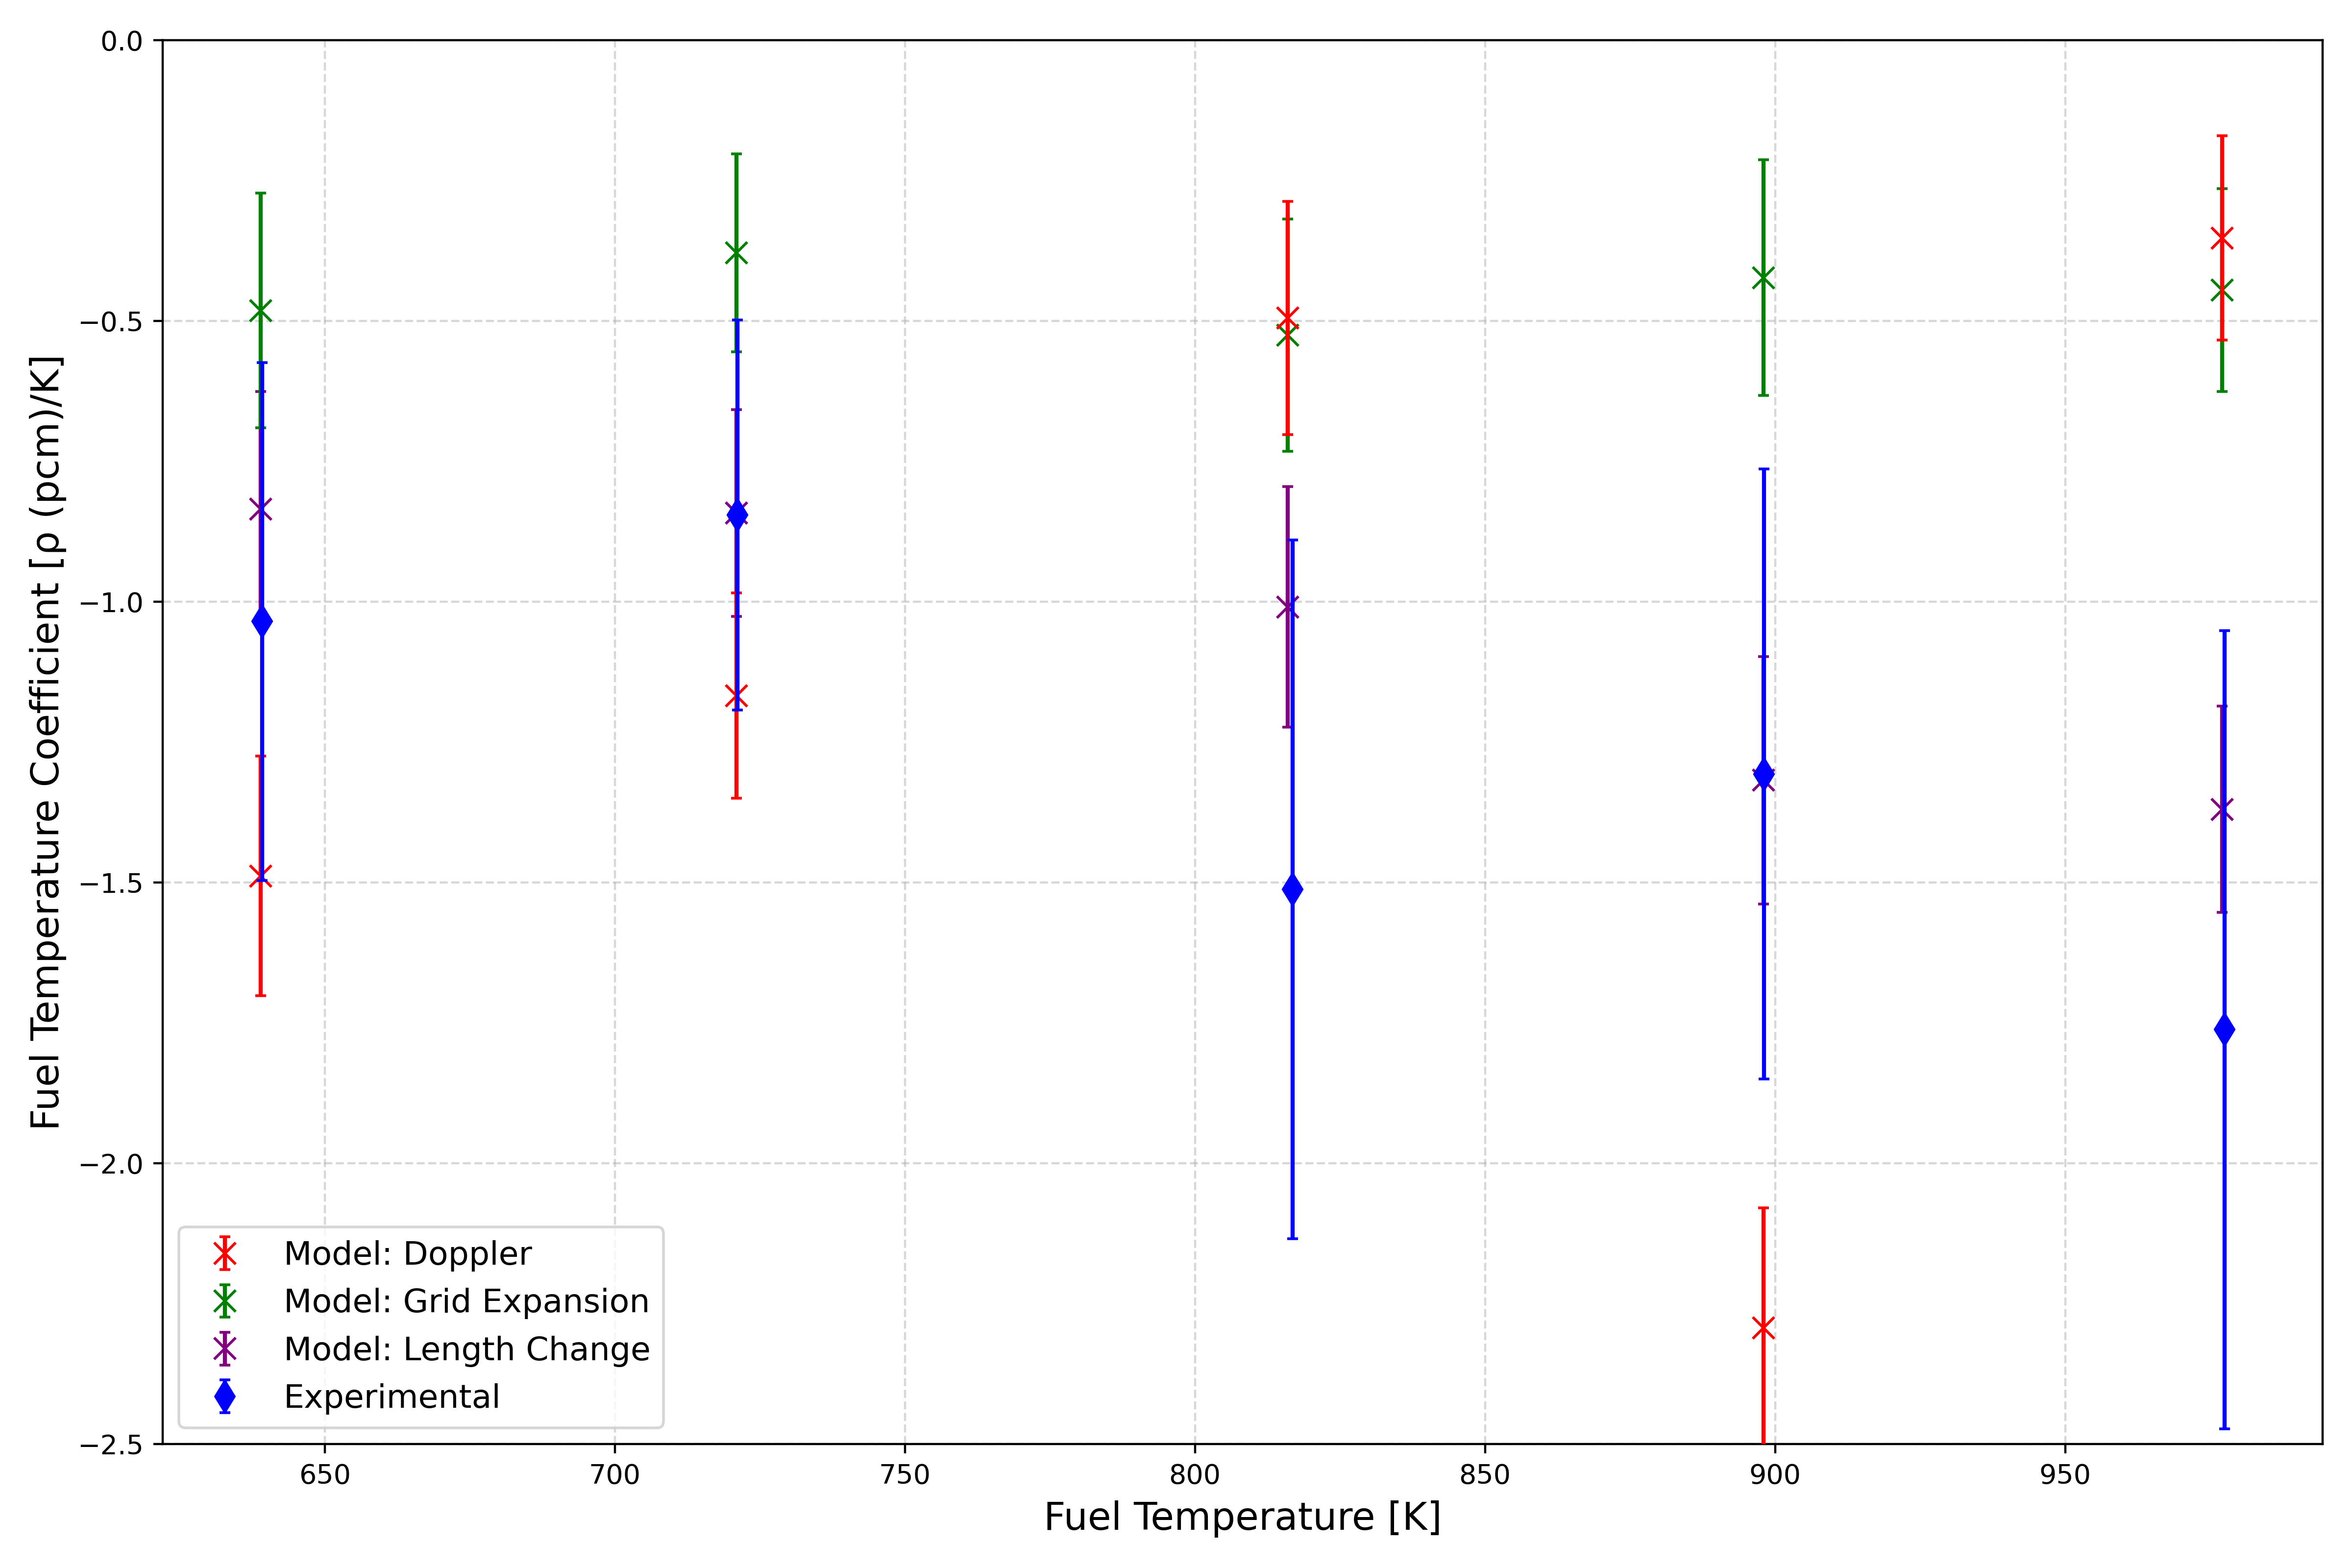 0.0
−0.5
−1.0
−1.5
−2.0
−2.5
Fuel Temperature Coefficient [ρ (pcm)/K]
Model: Doppler
Model: Grid Expansion
Model: Length Change
Experimental
650 700 750 800 850 900 950
Fuel Temperature [K]